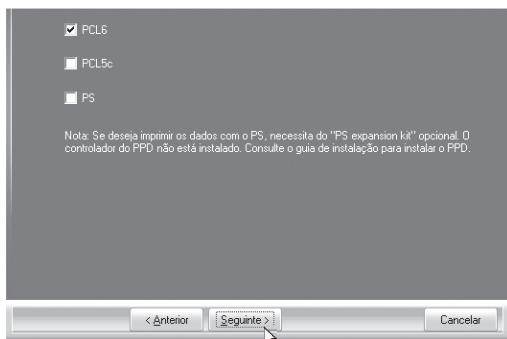 PCL6
PCL5c
PS
Nota: Se deseja imprimir os dados com o PS, necessita do "PS expansion kit" opcional. O
controlador do PPD não está instalado. Consulte o guia de instalação para instalar o PPD.
< Anterior
Seguinte >
Cancelar